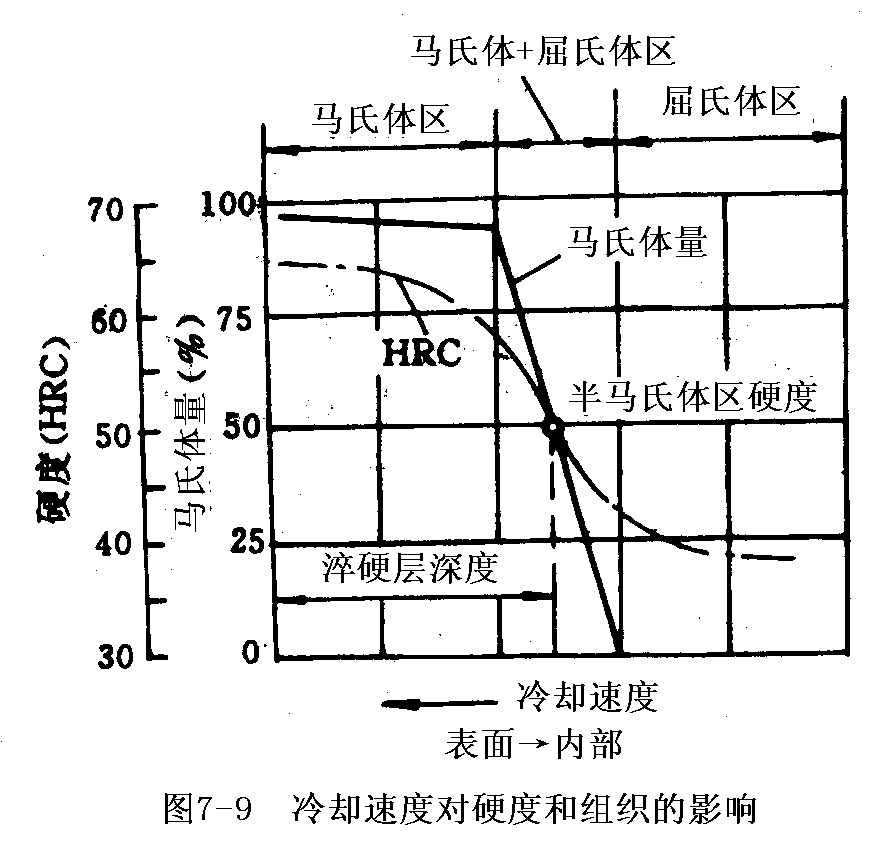 马氏体+屈氏体区
马氏体区
屈氏体区
70
60
50
40
30
硬度(HRC)
100
75
50
25
0
马氏体量(%)
马氏体量
HRC
半马氏体区硬度
淬硬层深度
冷却速度
表面→内部
图7-9 冷却速度对硬度和组织的影响